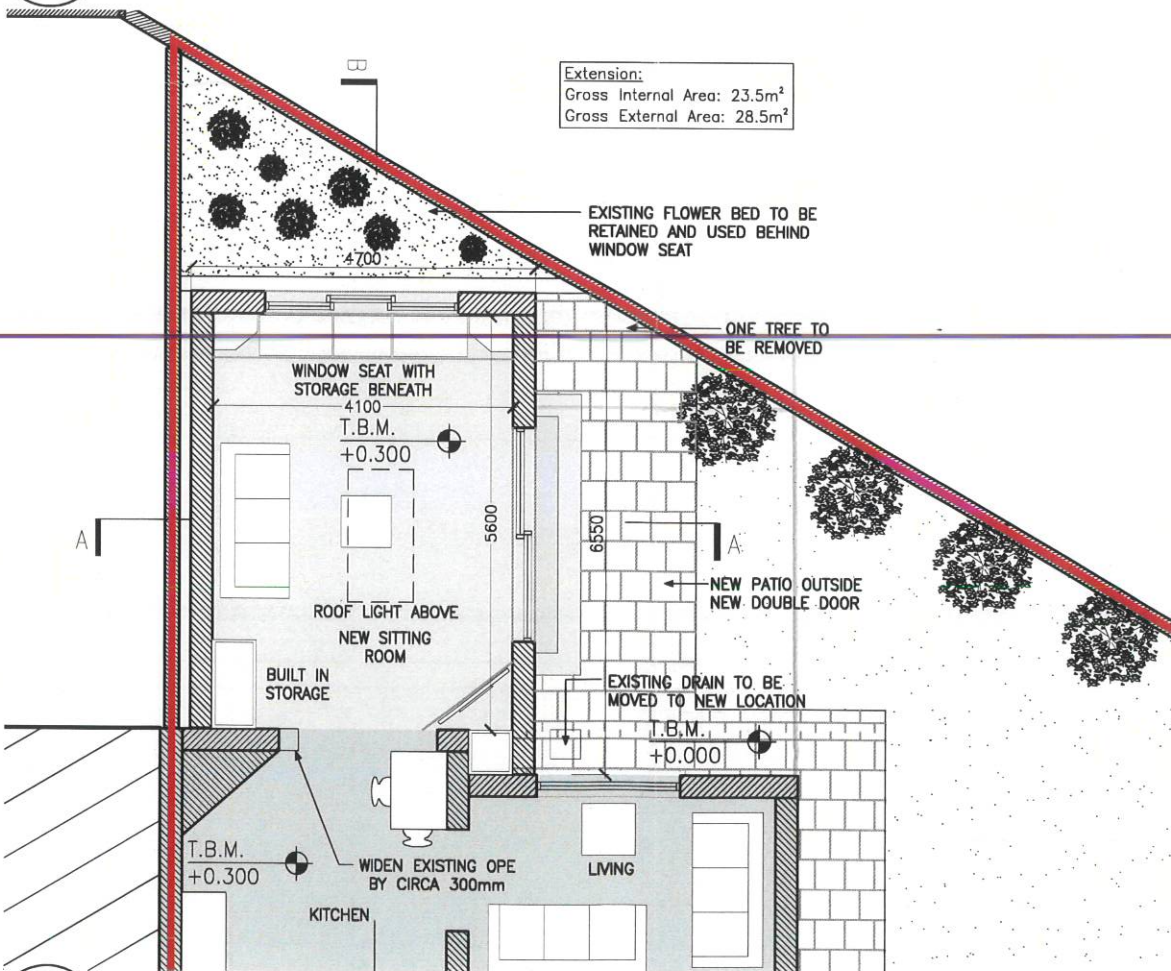 B
Extension:
Gross Internal Area: 23.5m²
Gross External Area: 28.5m²
EXISTING FLOWER BED TO BE
RETAINED AND USED BEHIND
WINDOW SEAT
4700
ONE TREE TO
BE REMOVED
WINDOW SEAT WITH
STORAGE BENEATH
4100
T.B.M.
+0.300
5600
6550
A
A
ROOF LIGHT ABOVE
NEW SITTING
ROOM
NEW PATIO OUTSIDE
NEW DOUBLE DOOR
BUILT IN
STORAGE
EXISTING DRAIN TO BE
MOVED TO NEW LOCATION
T.B.M.
+0.000
T.B.M.
+0.300
WIDEN EXISTING OPE
BY CIRCA 300mm
LIVING
KITCHEN